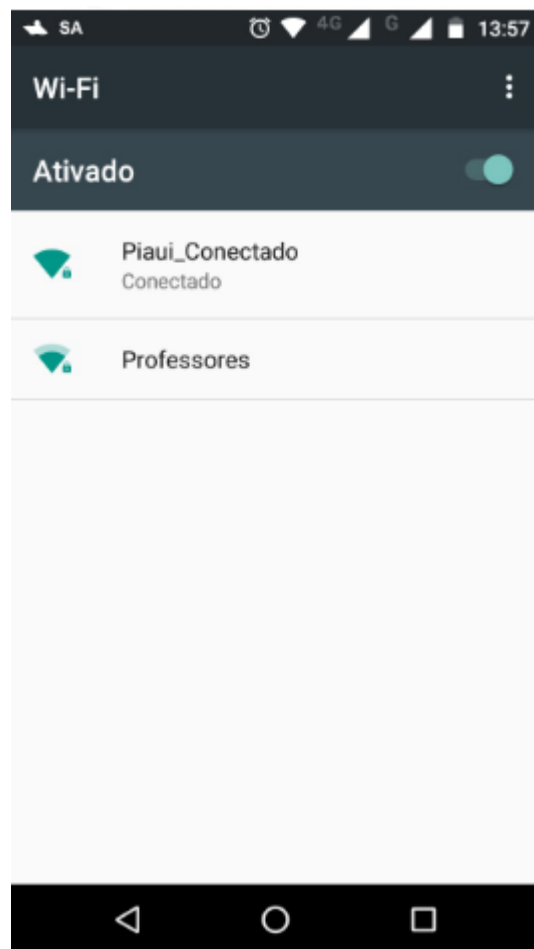 SA 4G G 13:57
Wi-Fi
Ativado
Piaui_Conectado
Conectado
Professores